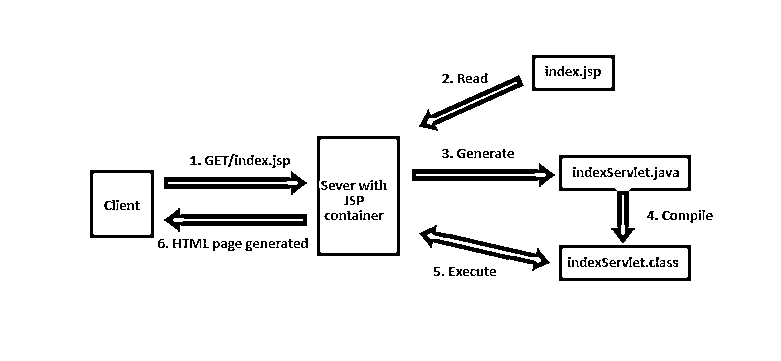 2. Read
index.jsp
1. GET/index.jsp
3. Generate
indexServlet.java
Client
Sever with
JSP
container
4. Compile
6. HTML page generated
5. Execute
indexServlet.class